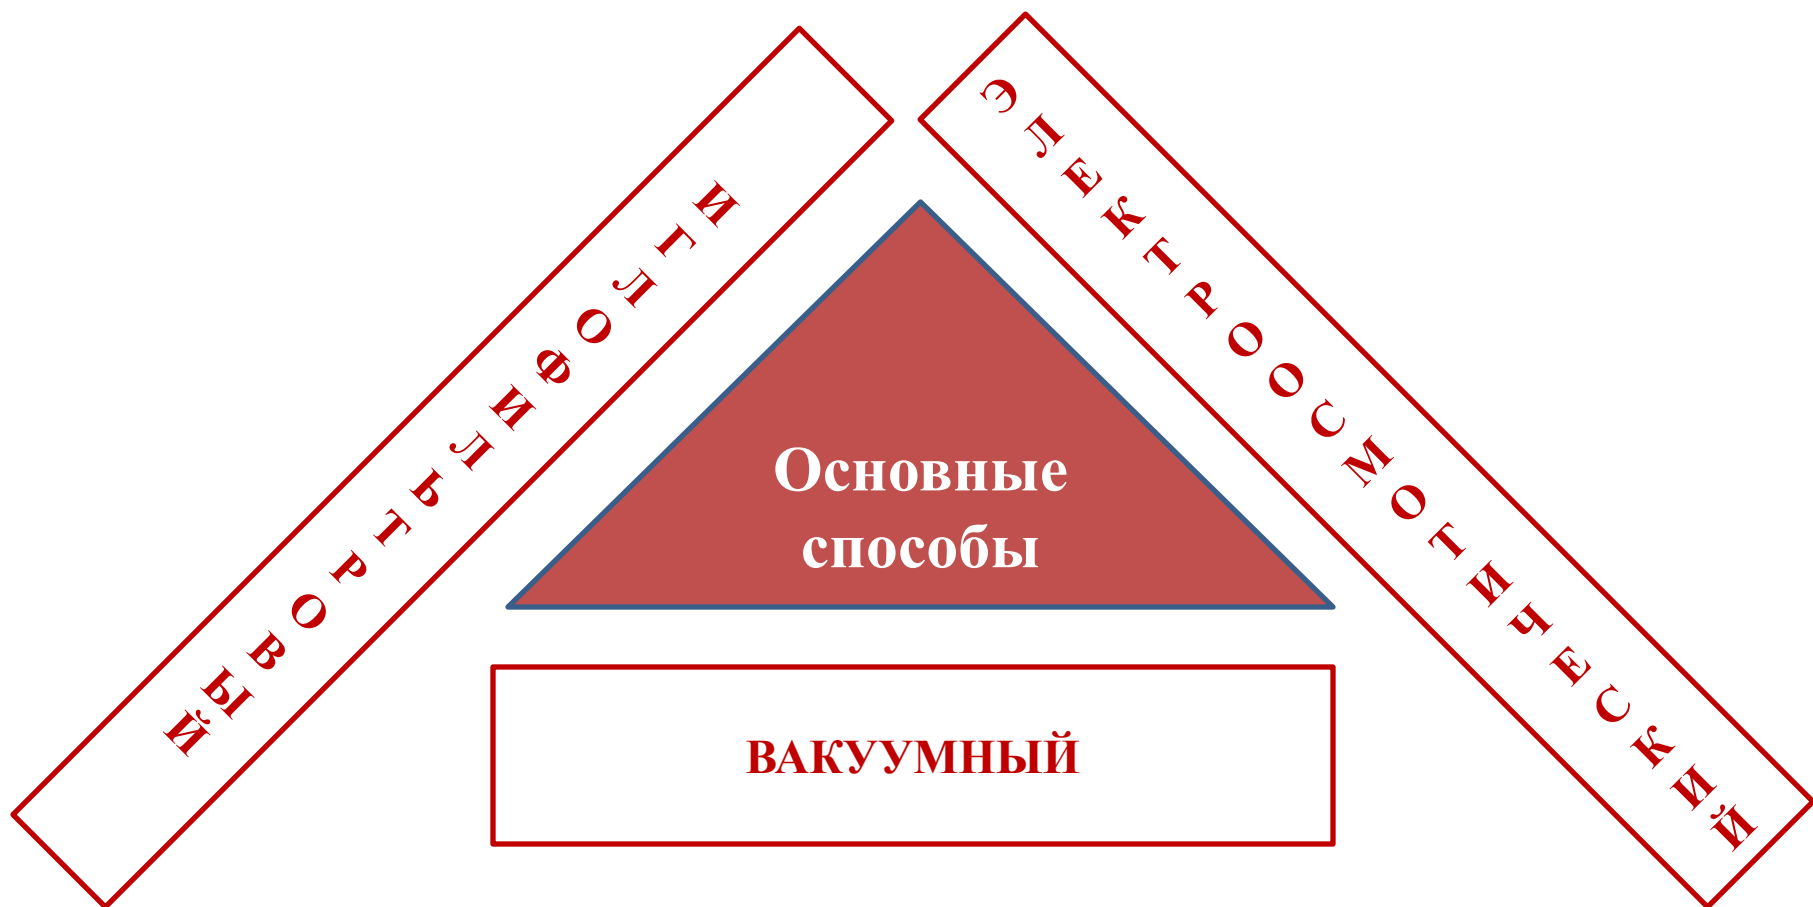 ИГЛОФИЛЬТРОВЫЙ
ЭЛЕКТРООСМОТИЧЕСКИЙ
Основные
способы
ВАКУУМНЫЙ